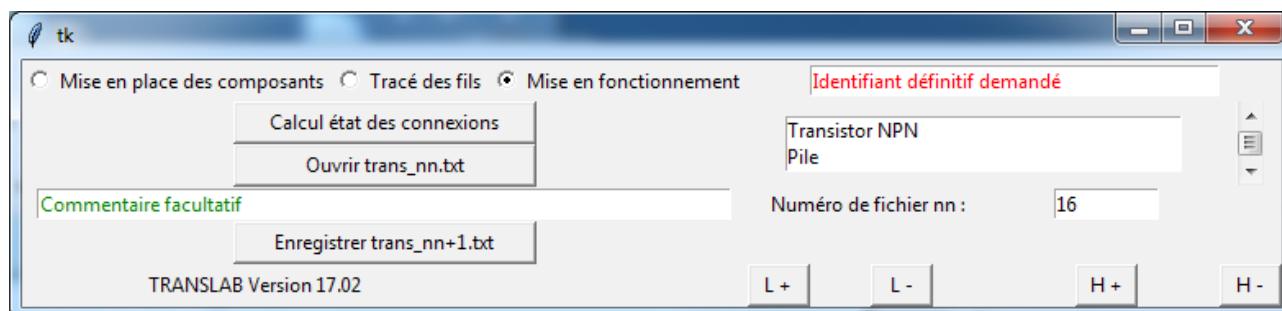 tk
Mise en place des composants Tracé des fils Mise en fonctionnement Identifiant définitif demandé
Calcul état des connexions
Transistor NPN
Pile
Ouvrir trans_nn.txt
Commentaire facultatif Numéro de fichier nn : 16
Enregistrer trans_nn+1.txt
TRANSLAB Version 17.02 L + L - H + H -